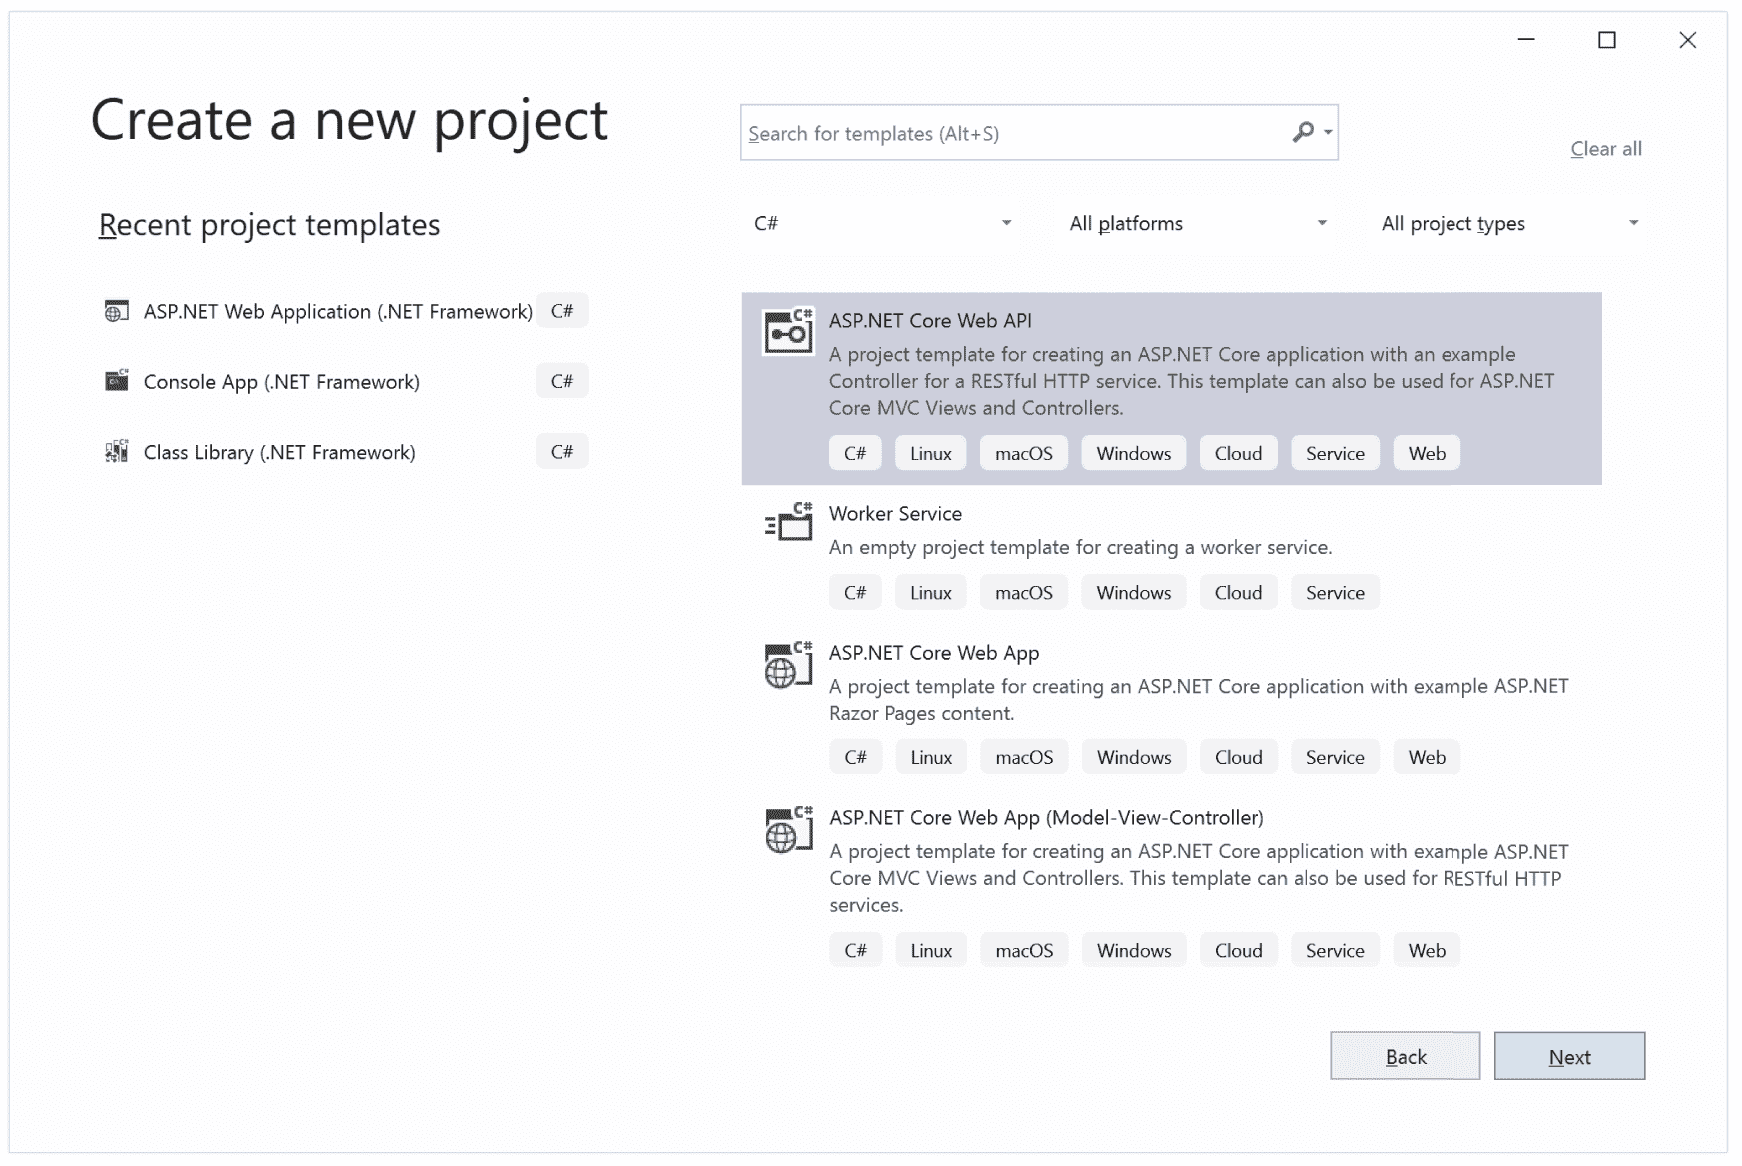 Create a new project
Search for templates (Alt+S)
Clear all
Recent project templates
C#
All platforms
All project types
ASP.NET Web Application (.NET Framework)
C#
Console App (.NET Framework)
C#
Class Library (.NET Framework)
C#
C#
ASP.NET Core Web API
A project template for creating an ASP.NET Core application with an example
Controller for a RESTful HTTP service. This template can also be used for ASP.NET
Core MVC Views and Controllers.
C# Linux macOS Windows Cloud Service Web
C#
Worker Service
An empty project template for creating a worker service.
C# Linux macOS Windows Cloud Service
C#
ASP.NET Core Web App
A project template for creating an ASP.NET Core application with example ASP.NET
Razor Pages content.
C# Linux macOS Windows Cloud Service Web
C#
ASP.NET Core Web App (Model-View-Controller)
A project template for creating an ASP.NET Core application with example ASP.NET
Core MVC Views and Controllers. This template can also be used for RESTful HTTP
services.
C# Linux macOS Windows Cloud Service Web
Back
Next